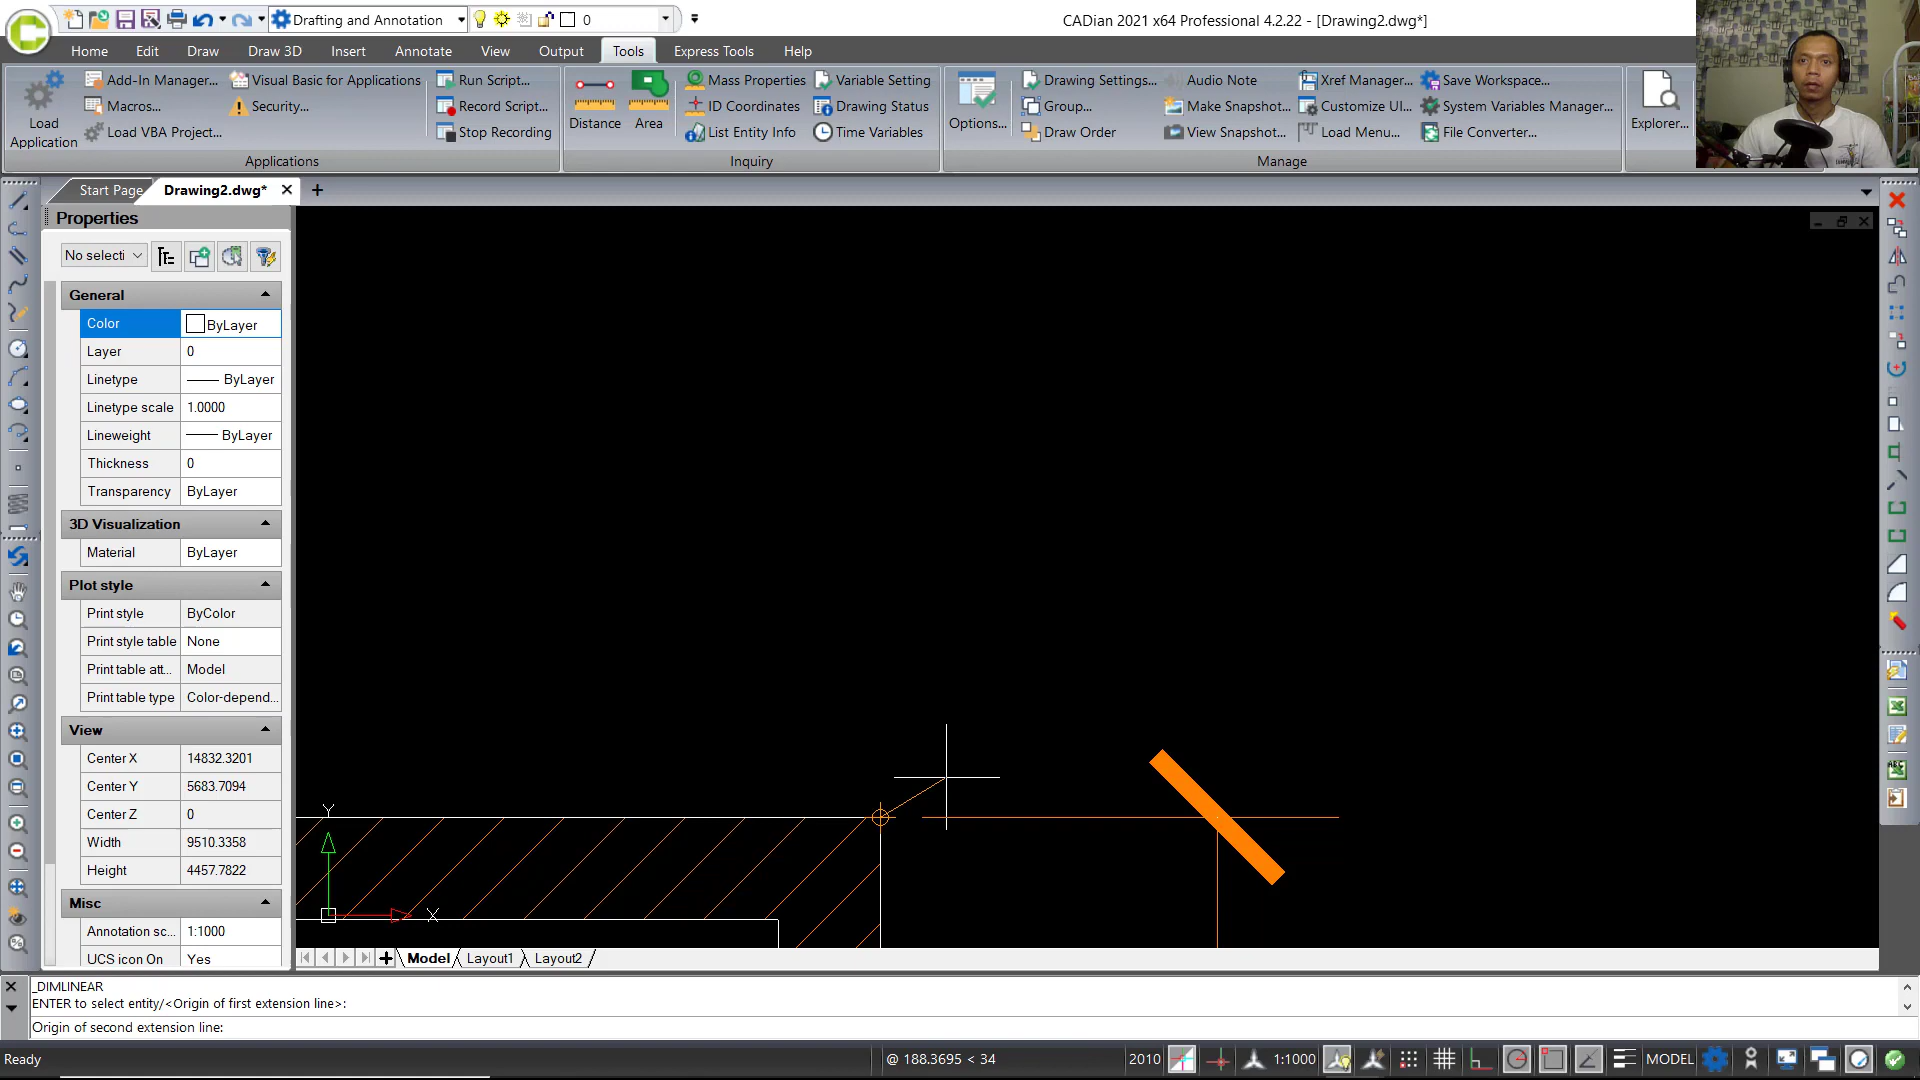 Drafting and Annotation
0
CADian 2021 x64 Professional 4.2.22 - [Drawing2.dwg*]
Home Edit Draw Draw 3D Insert Annotate View Output Tools Express Tools Help
Load Application
Add-In Manager...
Macros...
Load VBA Project...
Visual Basic for Applications
Security...
Run Script...
Record Script...
Stop Recording
Applications
Distance
Area
Mass Properties
ID Coordinates
List Entity Info
Variable Setting
Drawing Status
Time Variables
Inquiry
Options...
Drawing Settings...
Group...
Draw Order
Audio Note
Make Snapshot...
View Snapshot...
Xref Manager...
Customize UI...
Load Menu...
Save Workspace...
System Variables Manager...
File Converter...
Manage
Explorer...
Start Page
Drawing2.dwg*
Properties
No selecti
General
Color ByLayer
Layer 0
Linetype ByLayer
Linetype scale 1.0000
Lineweight ByLayer
Thickness 0
Transparency ByLayer
3D Visualization
Material ByLayer
Plot style
Print style ByColor
Print style table None
Print table att... Model
Print table type Color-depend...
View
Center X 14832.3201
Center Y 5683.7094
Center Z 0
Width 9510.3358
Height 4457.7822
Misc
Annotation sc... 1:1000
UCS icon On Yes
Y
X
Model Layout1 Layout2
_DIMLINEAR
ENTER to select entity/<Origin of first extension line>:
Origin of second extension line:
Ready
@ 188.3695 < 34
2010
1:1000
MODEL